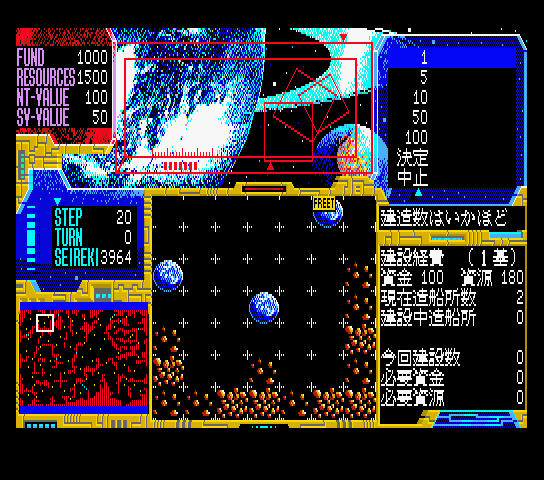 FUND 1000
RESOURCES 1500
NT-VALUE 100
SV-VALUE 50
1
5
10
50
100
決定
中止
STEP 20
TURN 0
SEIREKI 3964
FREET
建造数はいかほど
建設経費 (1基)
資金 100 資源 180
現在造船所数 2
建設中造船所 0
今回建設数 0
必要資金 0
必要資源 0